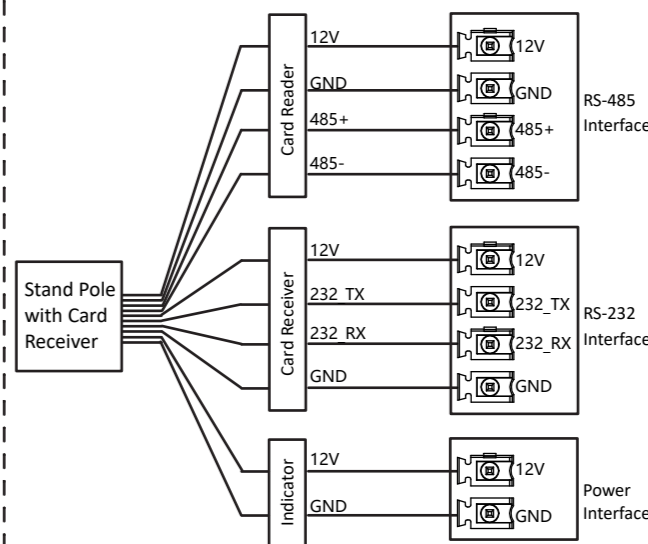 Stand Pole
with Card
Receiver
Card Reader
12V
GND
485+
485-
12V
GND
485+
485-
RS-485
Interface
Card Receiver
12V
232_TX
232_RX
GND
12V
232_TX
232_RX
GND
RS-232
Interface
Indicator
12V
GND
12V
GND
Power
Interface